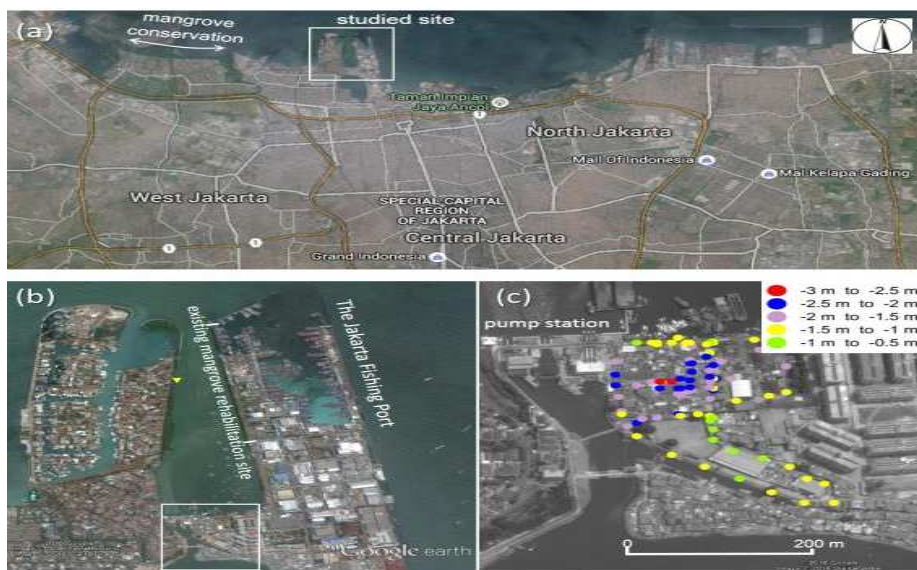 (a)
mangrove
conservation
studied site
Taman Impian
Jaya Ancol
1
North Jakarta
Mall Of Indonesia
Mal Kelapa Gading
West Jakarta
SPECIAL CAPITAL
REGION
OF JAKARTA
Central Jakarta
1
1
Grand Indonesia
(b)
existing mangrove rehabilitation site
The Jakarta Fishing Port
Google earth
(c)
pump station
-3 m to -2.5 m
-2.5 m to -2 m
-2 m to -1.5 m
-1.5 m to -1 m
-1 m to -0.5 m
0
200 m